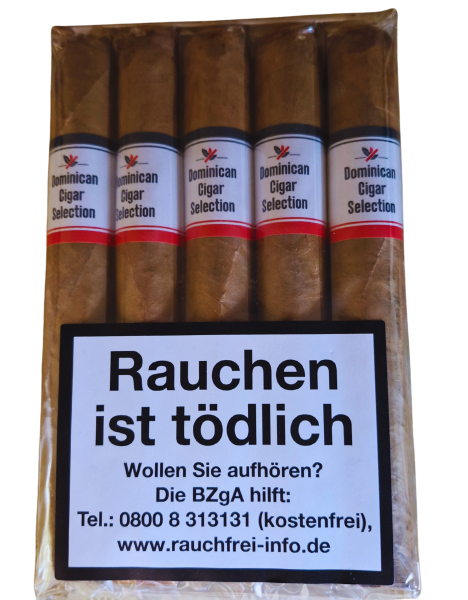 Dominican
Cigar
Selection
Dominican
Cigar
Selection
Dominican
Cigar
Selection
Dominican
Cigar
Selection
Dominican
Cigar
Selection
Rauchen
ist tödlich
Wollen Sie aufhören?
Die BZgA hilft:
Tel.: 0800 8 313131 (kostenfrei),
www.rauchfrei-info.de